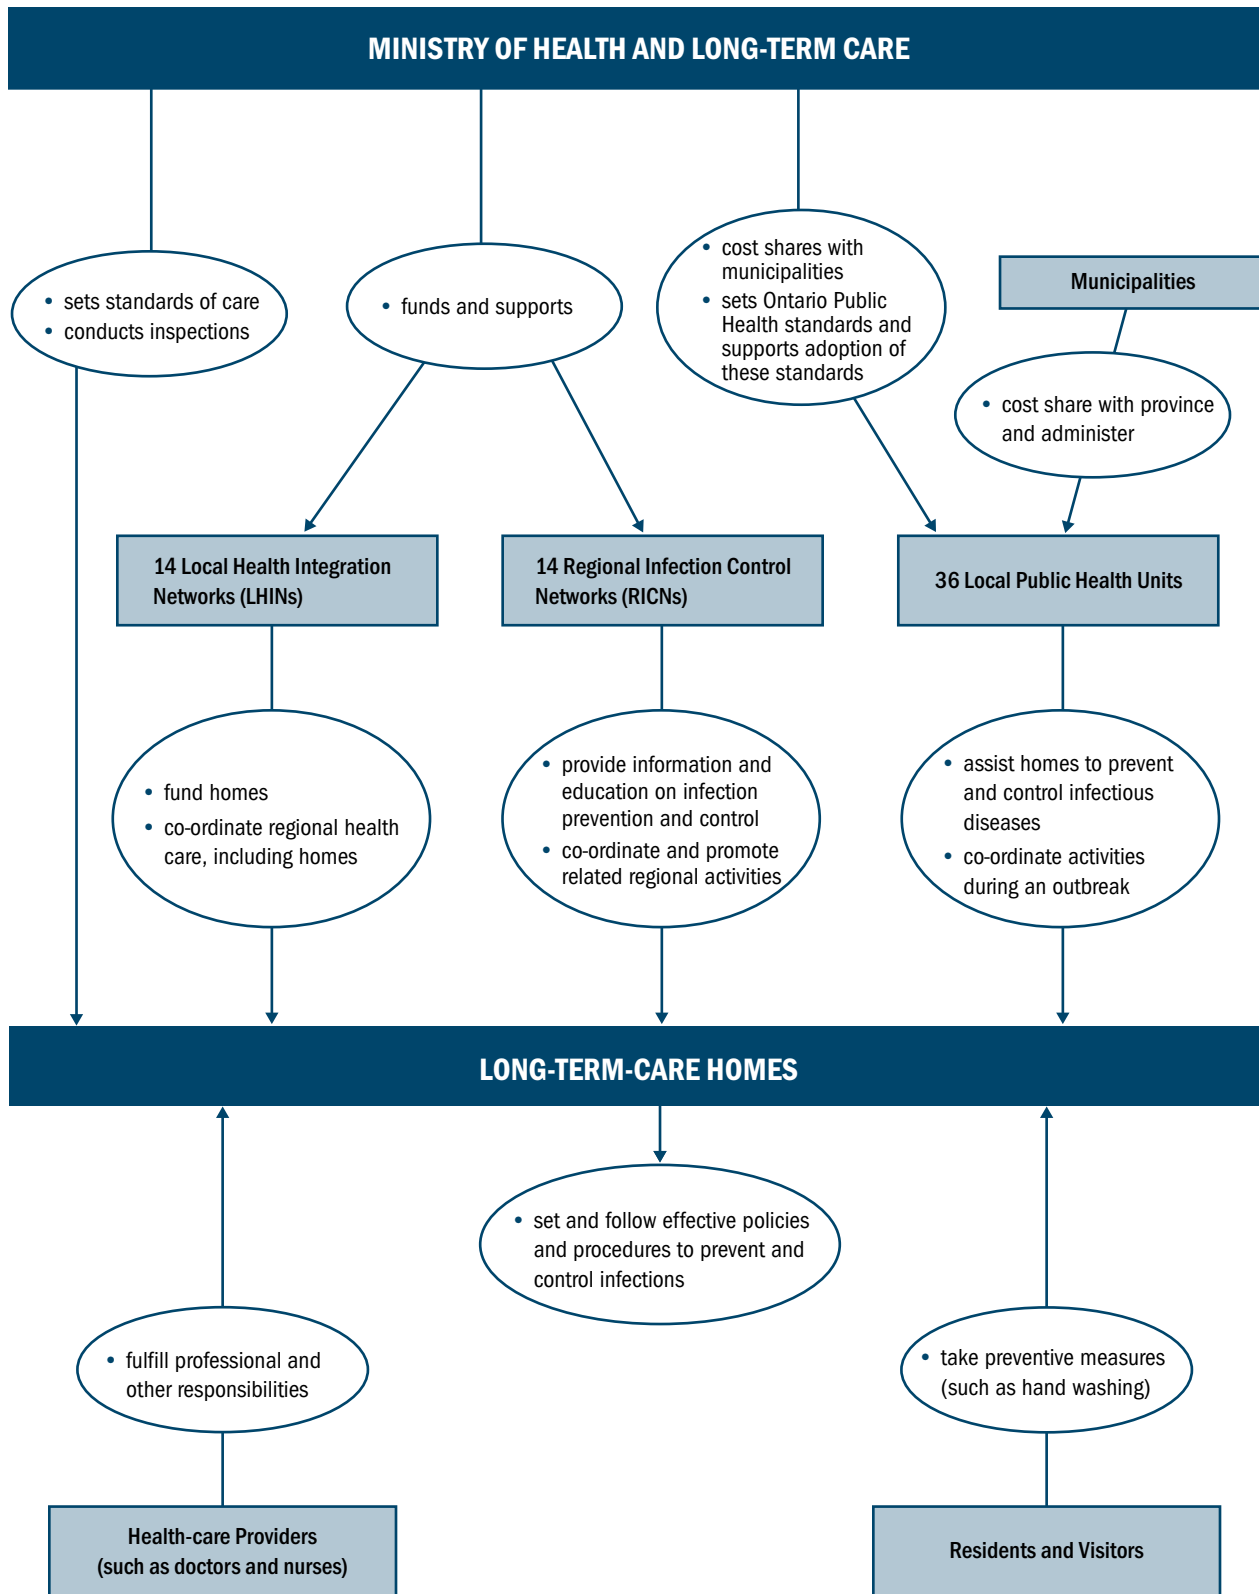 MINISTRY OF HEALTH AND LONG-TERM CARE
• sets standards of care
• conducts inspections
• funds and supports
• cost shares with
municipalities
• sets Ontario Public
Health standards and
supports adoption of
these standards
Municipalities
• cost share with province
and administer
14 Local Health Integration
Networks (LHINs)
14 Regional Infection Control
Networks (RICNs)
36 Local Public Health Units
• fund homes
• co-ordinate regional health
care, including homes
• provide information and
education on infection
prevention and control
• co-ordinate and promote
related regional activities
• assist homes to prevent
and control infectious
diseases
• co-ordinate activities
during an outbreak
LONG-TERM-CARE HOMES
• set and follow effective policies
and procedures to prevent and
control infections
• fulfill professional and
other responsibilities
• take preventive measures
(such as hand washing)
Health-care Providers
(such as doctors and nurses)
Residents and Visitors